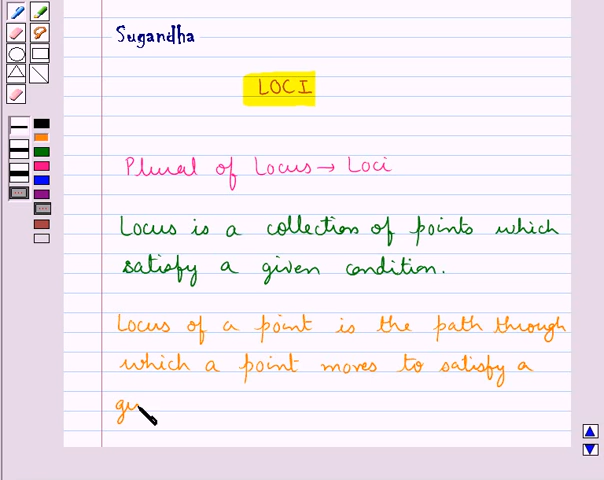 Sugandha
LOCI
Plural of Locus → Loci
Locus is a collection of points which
satisfy a given condition.
Locus of a point is the path through
which a point moves to satisfy a